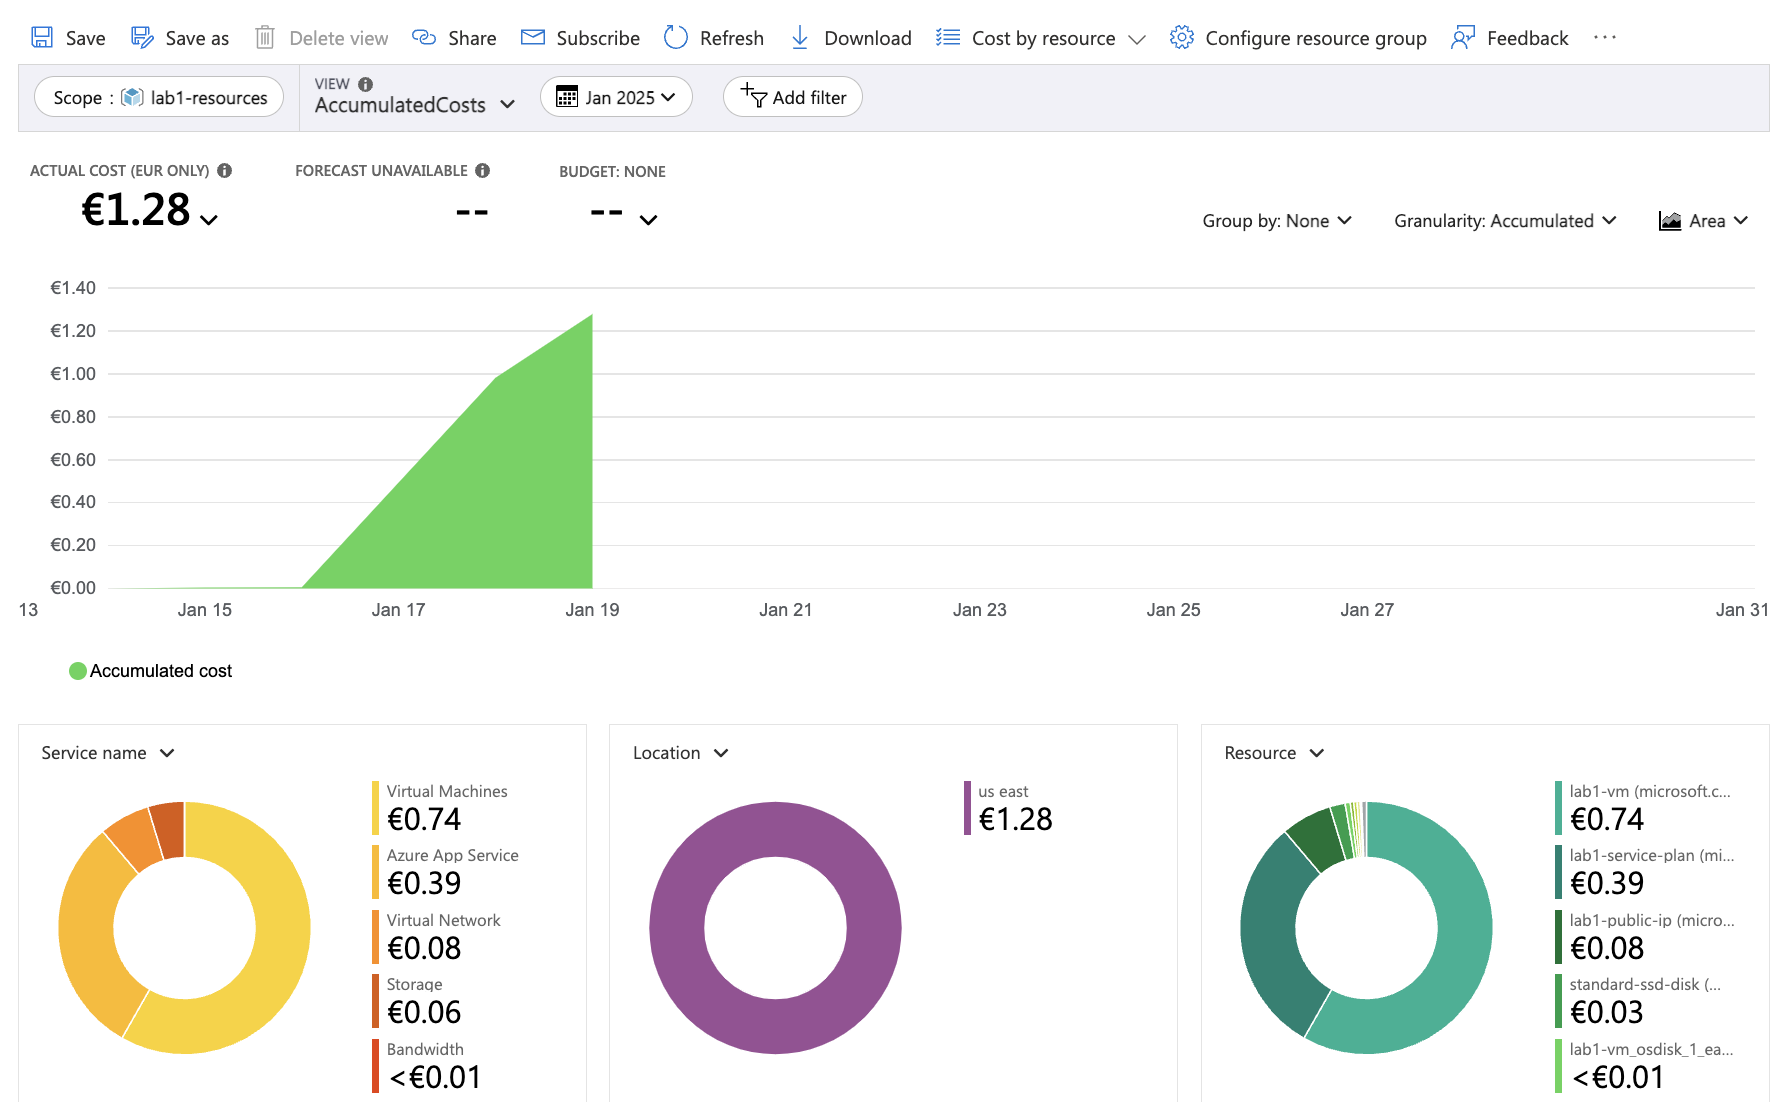 Save Save as Delete view Share Subscribe Refresh Download Cost by resource Configure resource group Feedback ···
Scope : lab1-resources
VIEW
AccumulatedCosts
Jan 2025
Add filter
ACTUAL COST (EUR ONLY)
€1.28
FORECAST UNAVAILABLE
--
BUDGET: NONE
--
Group by: None
Granularity: Accumulated
Area
€1.40
€1.20
€1.00
€0.80
€0.60
€0.40
€0.20
€0.00
13 Jan 15 Jan 17 Jan 19 Jan 21 Jan 23 Jan 25 Jan 27 Jan 31
Accumulated cost
Service name
Virtual Machines
€0.74
Azure App Service
€0.39
Virtual Network
€0.08
Storage
€0.06
Bandwidth
<€0.01
Location
us east
€1.28
Resource
lab1-vm (microsoft.c...
€0.74
lab1-service-plan (mi...
€0.39
lab1-public-ip (micro...
€0.08
standard-ssd-disk (...
€0.03
lab1-vm_osdisk_1_ea...
<€0.01